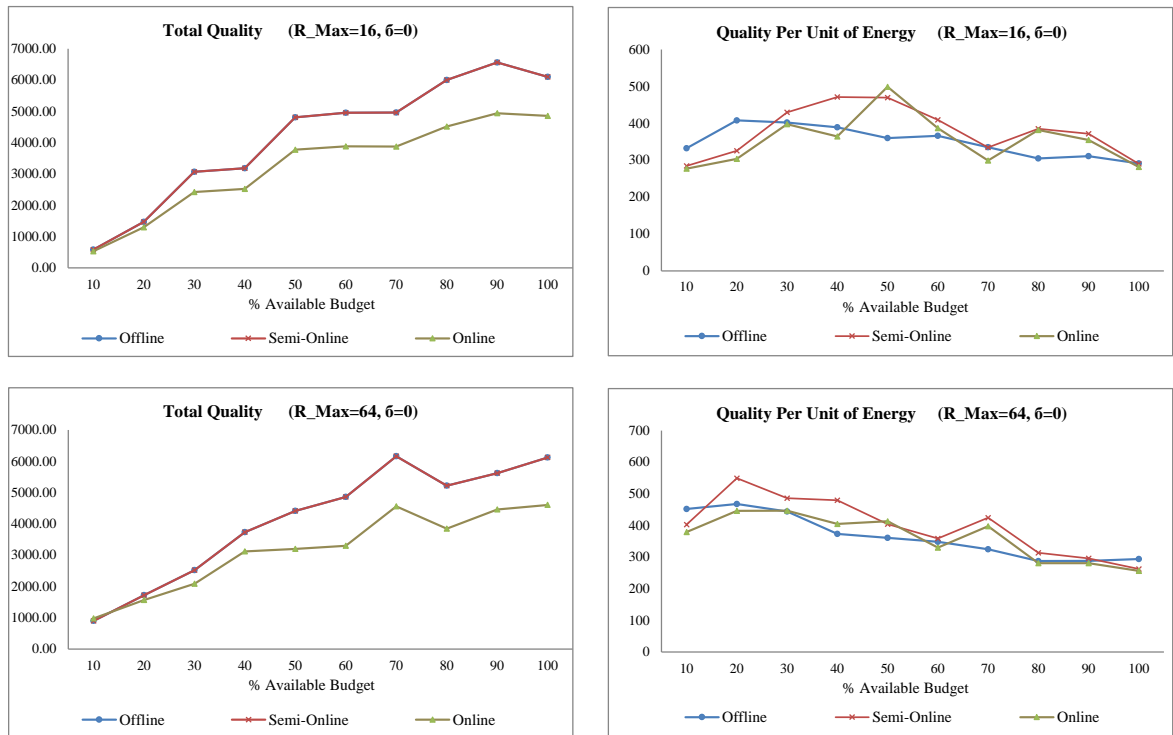 Total Quality (R_Max=16, б=0)
7000.00
6000.00
5000.00
4000.00
3000.00
2000.00
1000.00
0.00
10 20 30 40 50 60 70 80 90 100
% Available Budget
Offline Semi-Online Online
Quality Per Unit of Energy (R_Max=16, б=0)
600
500
400
300
200
100
0
10 20 30 40 50 60 70 80 90 100
% Available Budget
Offline Semi-Online Online
Total Quality (R_Max=64, б=0)
7000.00
6000.00
5000.00
4000.00
3000.00
2000.00
1000.00
0.00
10 20 30 40 50 60 70 80 90 100
% Available Budget
Offline Semi-Online Online
Quality Per Unit of Energy (R_Max=64, б=0)
700
600
500
400
300
200
100
0
10 20 30 40 50 60 70 80 90 100
% Available Budget
Offline Semi-Online Online